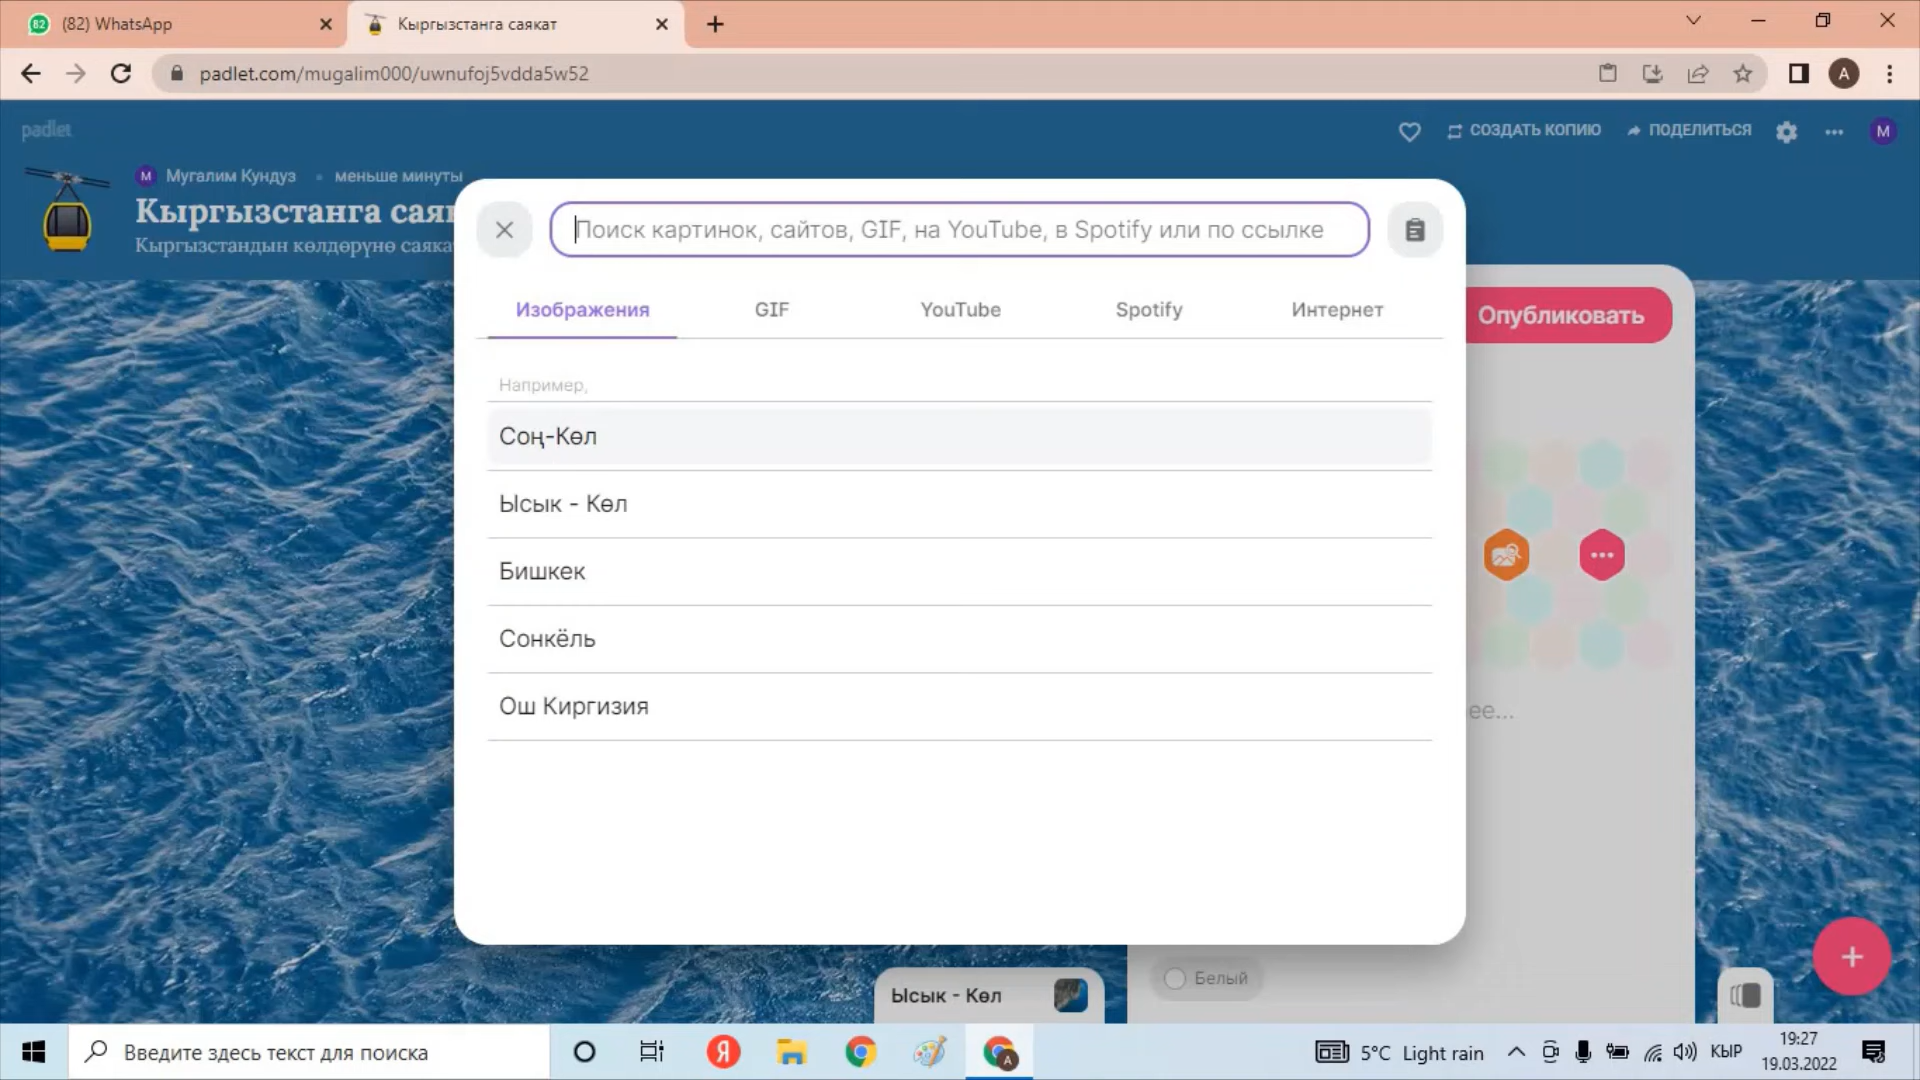 (82) WhatsApp
Кыргызстанга саякат
padlet.com/mugalim000/uwnufoj5vdda5w52
A
padlet
СОЗДАТЬ КОПИЮ
ПОДЕЛИТЬСЯ
M
M Мугалим Кундуз • меньше минуты
Кыргызстанга
Кыргызстандын көлдөрүнө
Поиск картинок, сайтов, GIF, на YouTube, в Spotify или по ссылке
Изображения
GIF
YouTube
Spotify
Интернет
Опубликовать
Например,
Соң-Көл
Ысык - Көл
Бишкек
Сонкёль
Ош Киргизия
ее...
Белый
Ысык - Көл
Введите здесь текст для поиска
Я
A
5°C Light rain
КЫР
19:27
19.03.2022